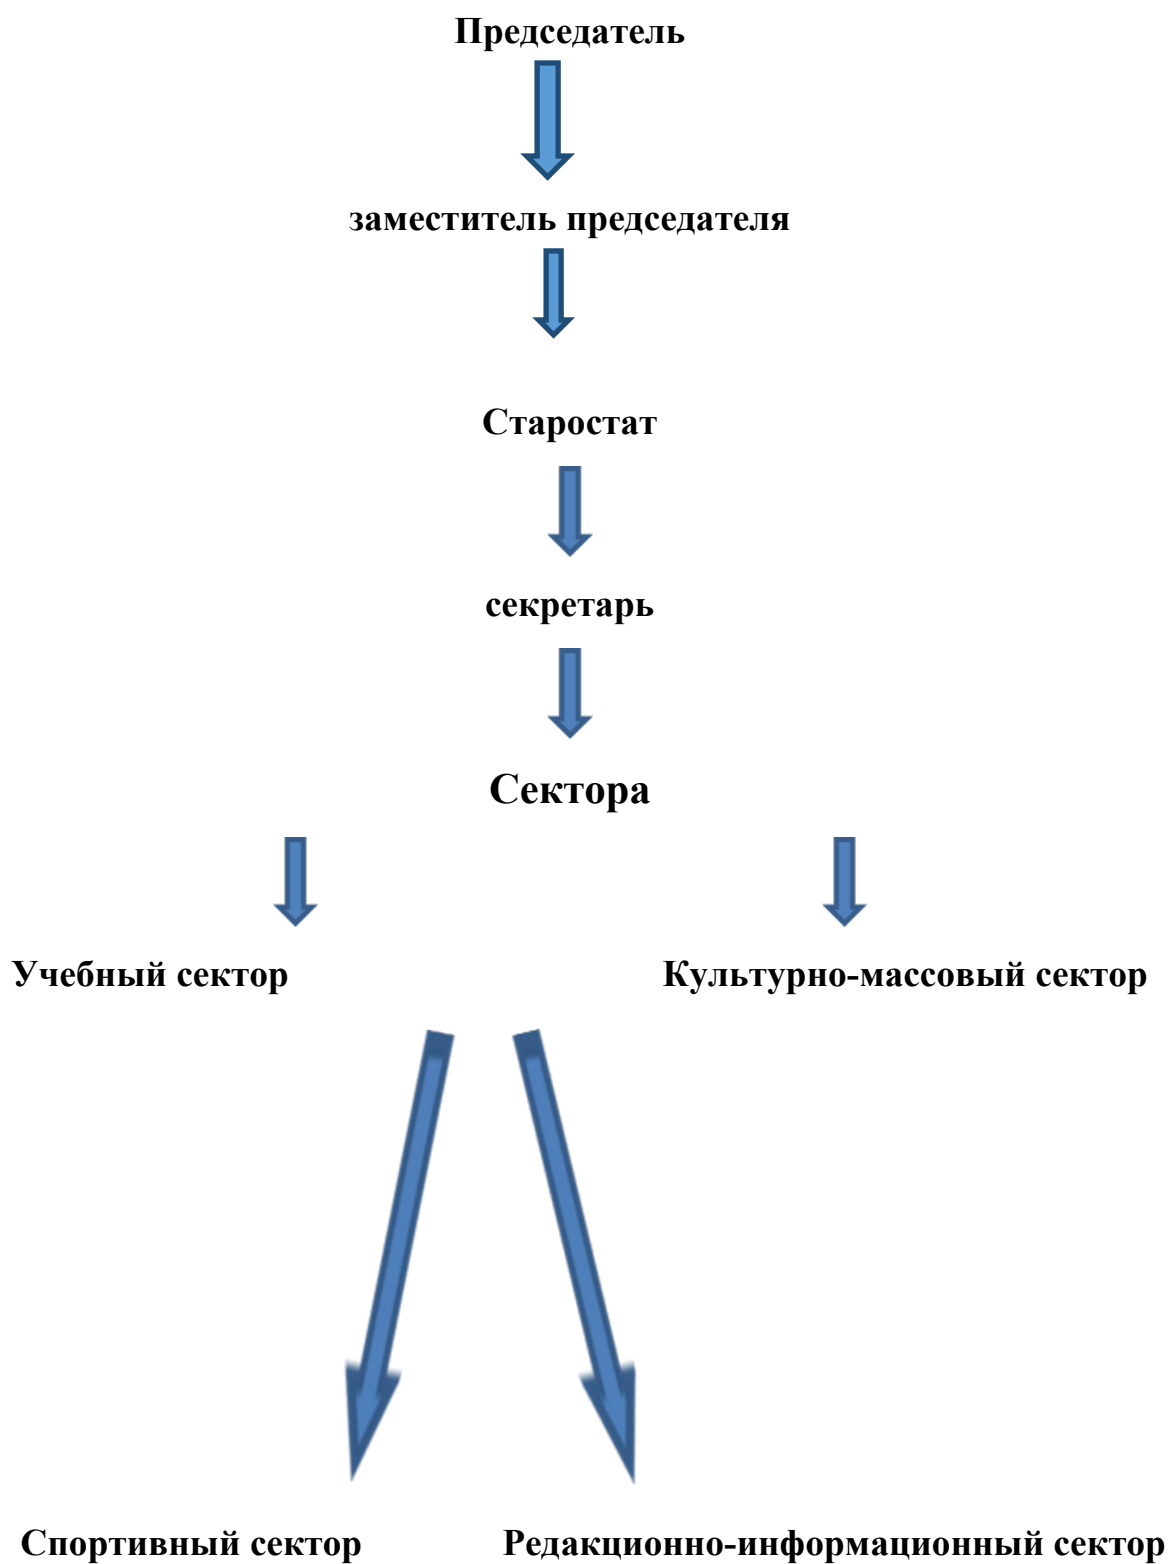 Председатель
заместитель председателя
Старостат
секретарь
Сектора
Учебный сектор
Культурно-массовый сектор
Спортивный сектор
Редакционно-информационный сектор